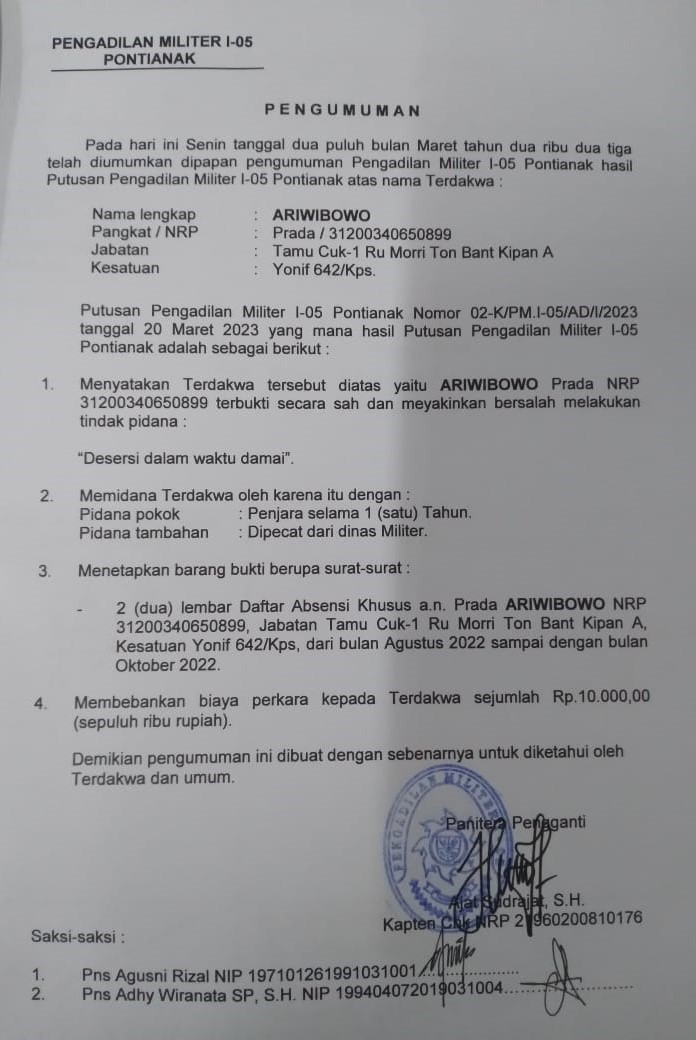 PENGADILAN MILITER I-05
PONTIANAK
PENGUMUMAN
Pada hari ini Senin tanggal dua puluh bulan Maret tahun dua ribu dua tiga
telah diumumkan dipapan pengumuman Pengadilan Militer I-05 Pontianak hasil
Putusan Pengadilan Militer I-05 Pontianak atas nama Terdakwa :
Nama lengkap : ARIWIBOWO
Pangkat / NRP : Prada / 31200340650899
Jabatan : Tamu Cuk-1 Ru Morri Ton Bant Kipan A
Kesatuan : Yonif 642/Kps.
Putusan Pengadilan Militer I-05 Pontianak Nomor 02-K/PM.I-05/AD/I/2023
tanggal 20 Maret 2023 yang mana hasil Putusan Pengadilan Militer I-05
Pontianak adalah sebagai berikut :
1. Menyatakan Terdakwa tersebut diatas yaitu ARIWIBOWO Prada NRP
31200340650899 terbukti secara sah dan meyakinkan bersalah melakukan
tindak pidana :
“Desersi dalam waktu damai”.
2. Memidana Terdakwa oleh karena itu dengan :
Pidana pokok : Penjara selama 1 (satu) Tahun.
Pidana tambahan : Dipecat dari dinas Militer.
3. Menetapkan barang bukti berupa surat-surat :
- 2 (dua) lembar Daftar Absensi Khusus a.n. Prada ARIWIBOWO NRP
31200340650899, Jabatan Tamu Cuk-1 Ru Morri Ton Bant Kipan A,
Kesatuan Yonif 642/Kps, dari bulan Agustus 2022 sampai dengan bulan
Oktober 2022.
4. Membebankan biaya perkara kepada Terdakwa sejumlah Rp.10.000,00
(sepuluh ribu rupiah).
Demikian pengumuman ini dibuat dengan sebenarnya untuk diketahui oleh
Terdakwa dan umum.
PENGADILAN MILITER
Panitera Pengganti
Ajat Sudrajat, S.H.
Kapten Chk NRP 21960200810176
Saksi-saksi :
1. Pns Agusni Rizal NIP 197101261991031001....................
2. Pns Adhy Wiranata SP, S.H. NIP 199404072019031004........................